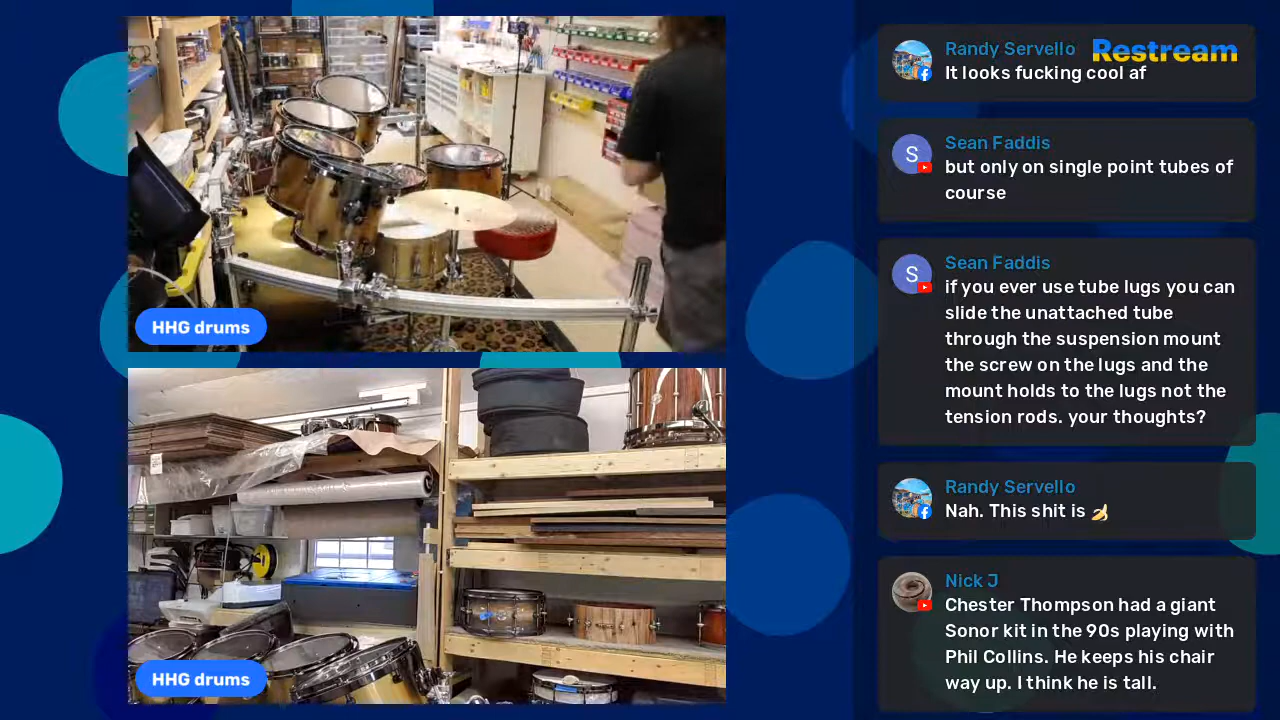 HHG drums
HHG drums
Restream
Randy Servello
It looks fucking cool af
S
Sean Faddis
but only on single point tubes of
course
S
Sean Faddis
if you ever use tube lugs you can
slide the unattached tube
through the suspension mount
the screw on the lugs and the
mount holds to the lugs not the
tension rods. your thoughts?
Randy Servello
Nah. This shit is 🍌
Nick J
Chester Thompson had a giant
Sonor kit in the 90s playing with
Phil Collins. He keeps his chair
way up. I think he is tall.